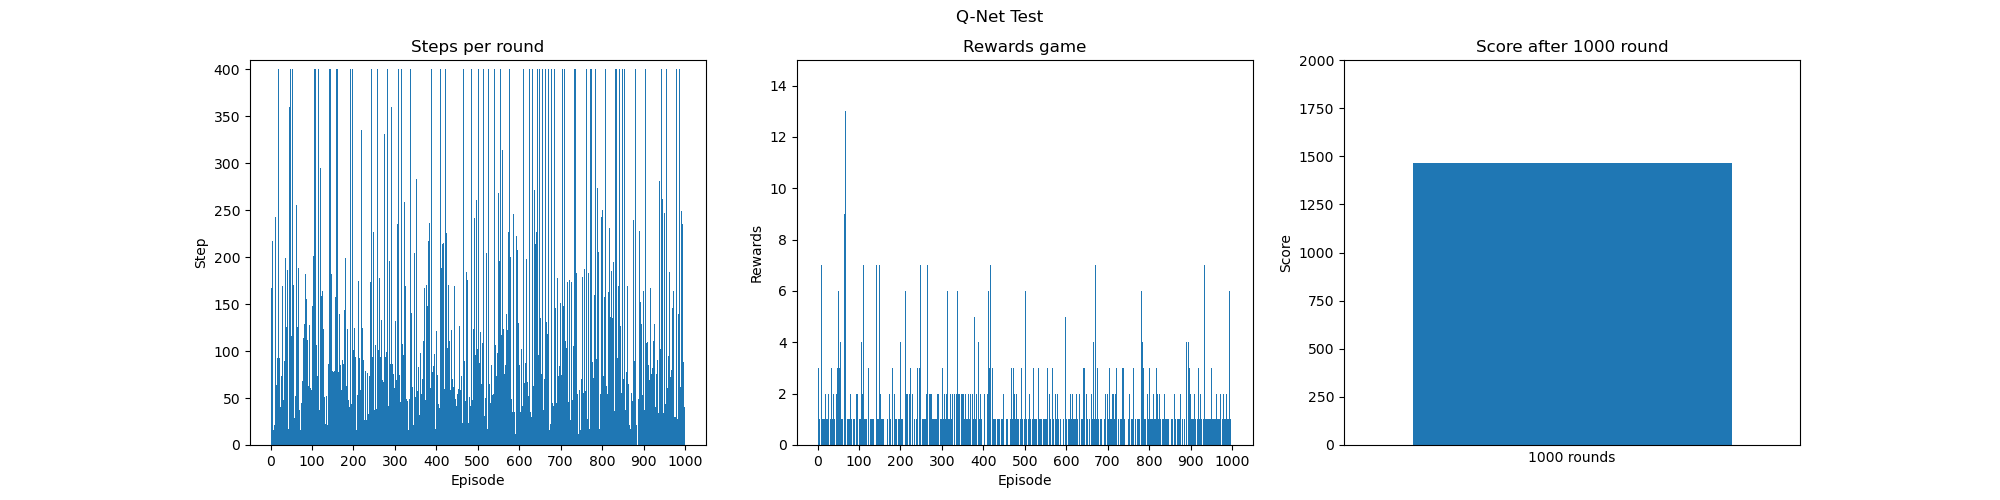 Q-Net Test
Steps per round
Step
400
350
300
250
200
150
100
50
0
0 100 200 300 400 500 600 700 800 900 1000
Episode
Rewards game
Rewards
14
12
10
8
6
4
2
0
0 100 200 300 400 500 600 700 800 900 1000
Episode
Score after 1000 round
Score
2000
1750
1500
1250
1000
750
500
250
0
1000 rounds